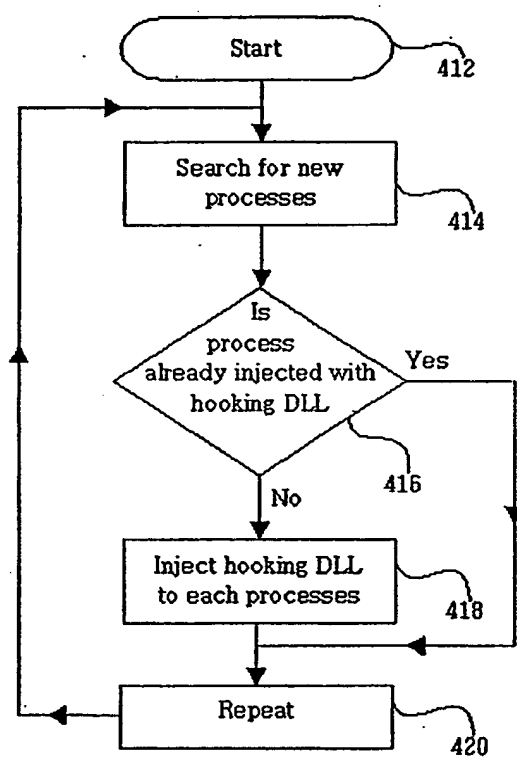 Start
412
Search for new
processes
414
Is
process
already injected with
hooking DLL
Yes
416
No
Inject hooking DLL
to each processes
418
Repeat
420